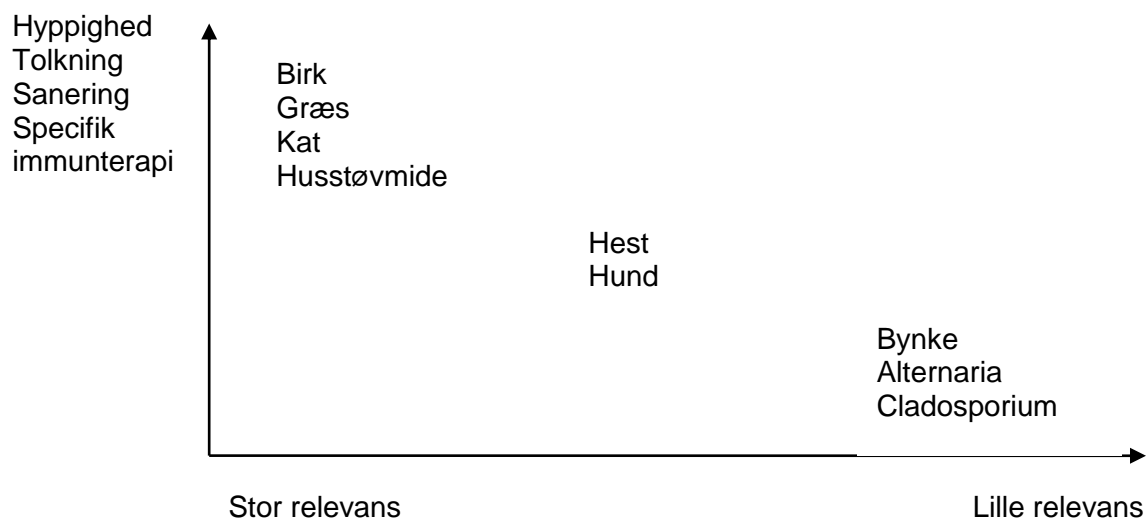 Hyppighed
Tolkning
Sanering
Specifik
immunterapi
Birk
Græs
Kat
Husstøvmide
Hest
Hund
Bynke
Alternaria
Cladosporium
Stor relevans
Lille relevans